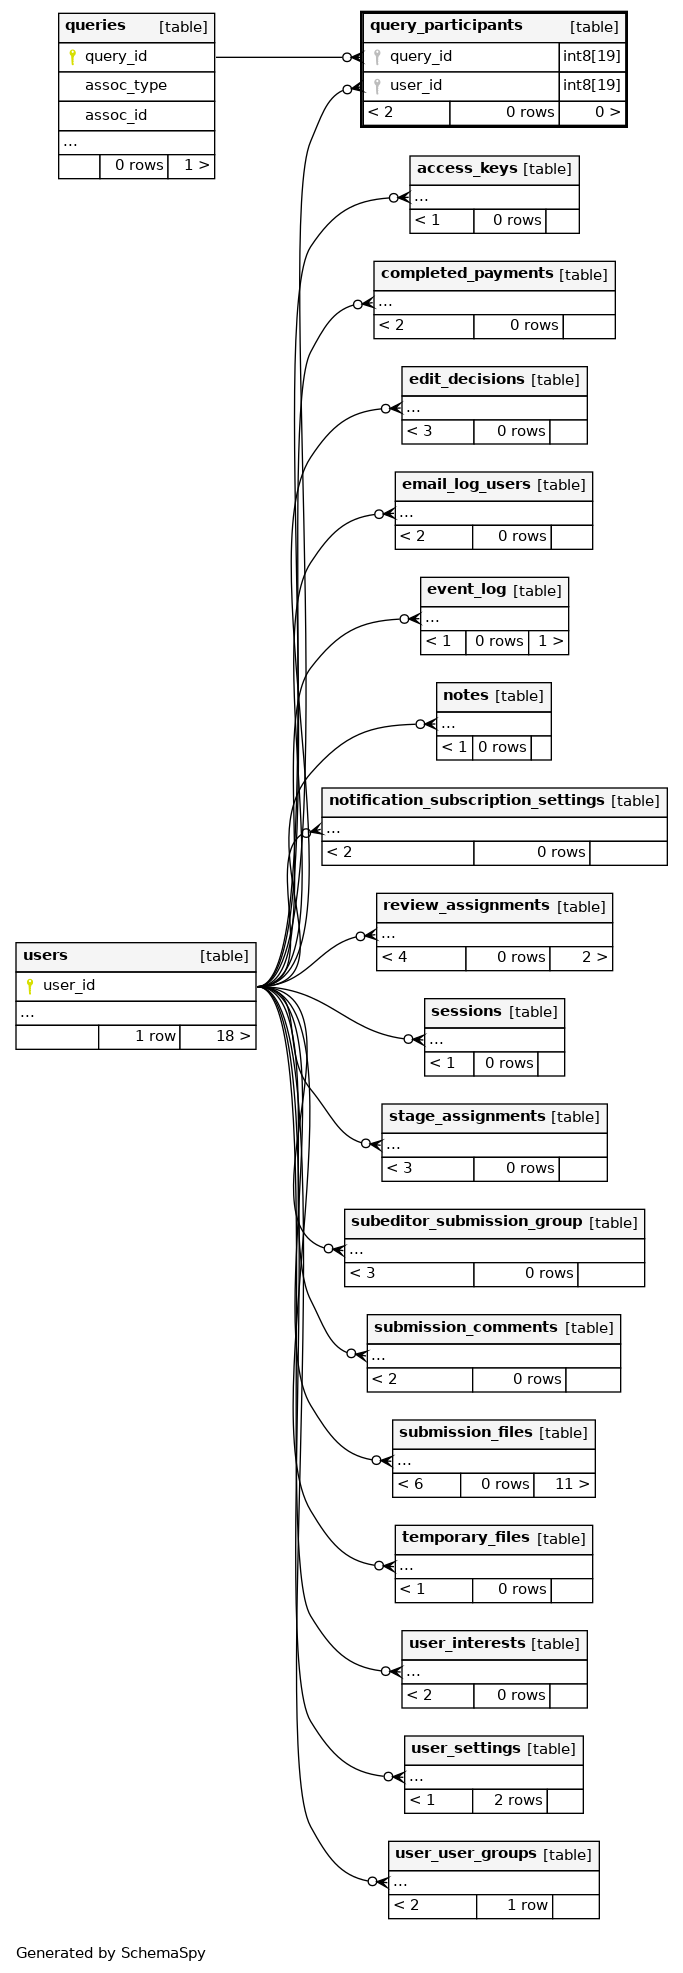 queries [table]
query_id
assoc_type
assoc_id
...
0 rows 1 >
query_participants [table]
query_id int8[19]
user_id int8[19]
< 2 0 rows 0 >
access_keys [table]
...
< 1 0 rows
completed_payments [table]
...
< 2 0 rows
edit_decisions [table]
...
< 3 0 rows
email_log_users [table]
...
< 2 0 rows
event_log [table]
...
< 1 0 rows 1 >
notes [table]
...
< 1 0 rows
notification_subscription_settings [table]
...
< 2 0 rows
review_assignments [table]
...
< 4 0 rows 2 >
users [table]
user_id
...
1 row 18 >
sessions [table]
...
< 1 0 rows
stage_assignments [table]
...
< 3 0 rows
subeditor_submission_group [table]
...
< 3 0 rows
submission_comments [table]
...
< 2 0 rows
submission_files [table]
...
< 6 0 rows 11 >
temporary_files [table]
...
< 1 0 rows
user_interests [table]
...
< 2 0 rows
user_settings [table]
...
< 1 2 rows
user_user_groups [table]
...
< 2 1 row
Generated by SchemaSpy